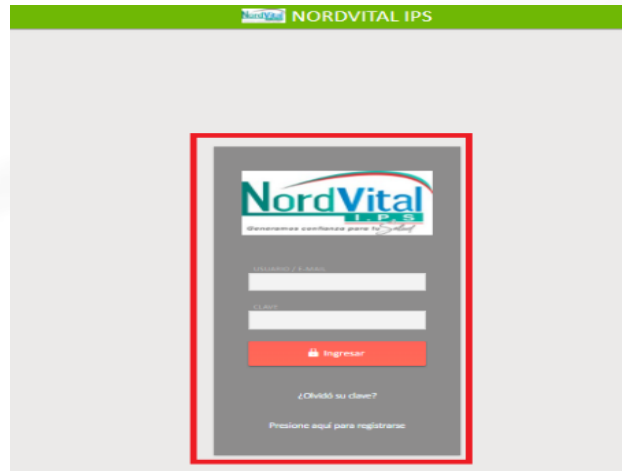 NordVital NORDVITAL IPS
NordVital
I.P.S
Generamos confianza para tu Salud
USUARIO / E-MAIL
CLAVE
Ingresar
¿Olvidó su clave?
Presione aquí para registrarse